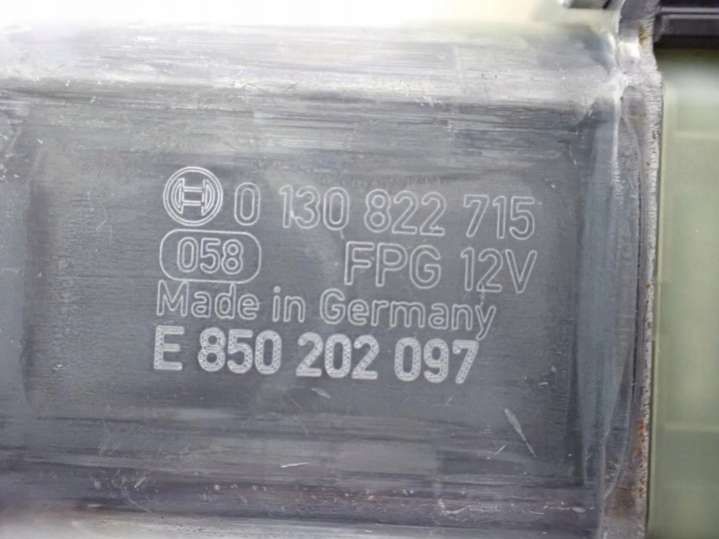 0 130 822 715
058 FPG 12V
Made in Germany
E 850 202 097